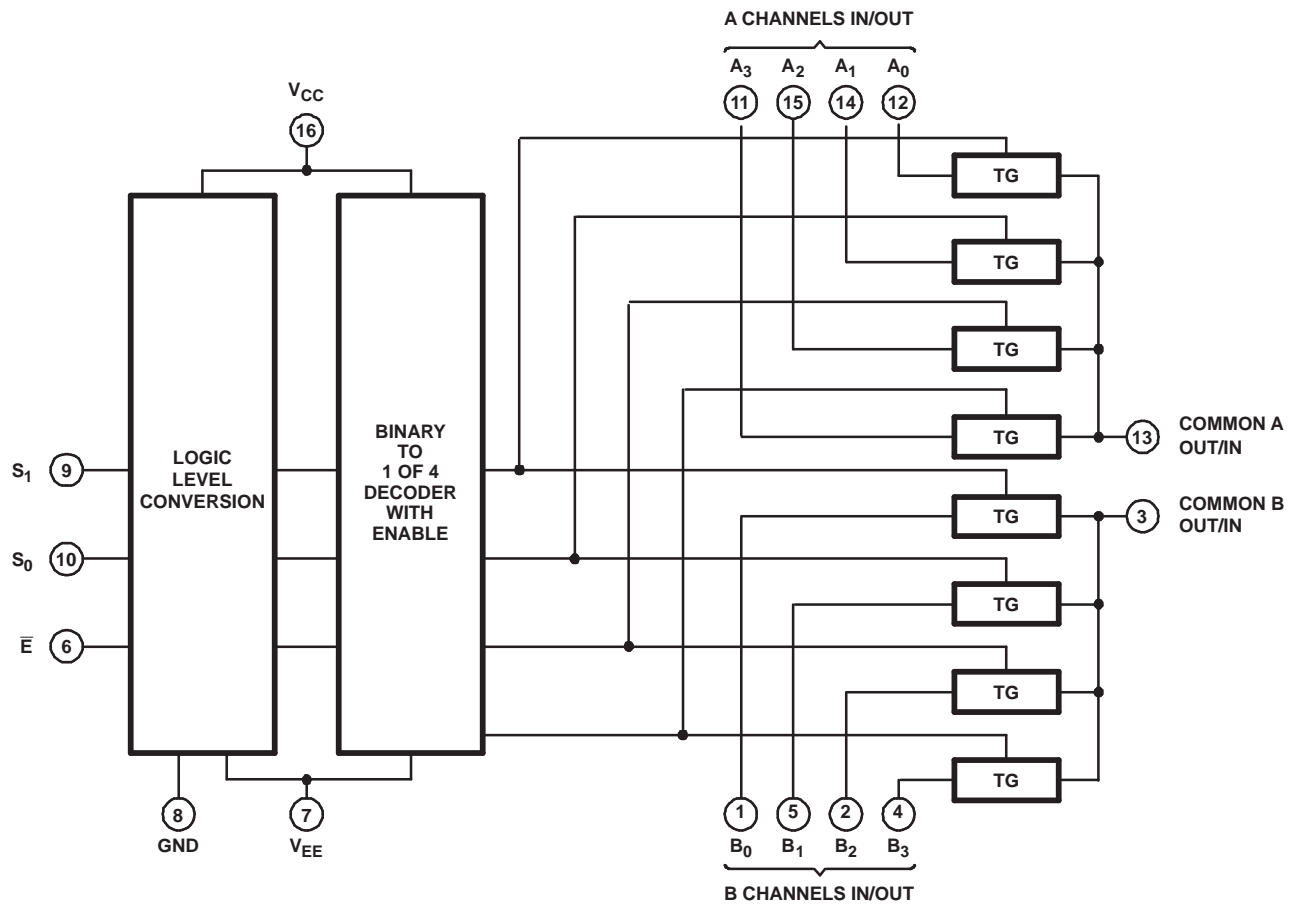 A CHANNELS IN/OUT
A3 A2 A1 A0
11 15 14 12
VCC
16
TG
TG
TG
TG
13 COMMON A
OUT/IN
S1 9
S0 10
E̅ 6
LOGIC
LEVEL
CONVERSION
BINARY
TO
1 OF 4
DECODER
WITH
ENABLE
TG
3 COMMON B
OUT/IN
TG
TG
TG
8
GND
7
VEE
1 5 2 4
B0 B1 B2 B3
B CHANNELS IN/OUT